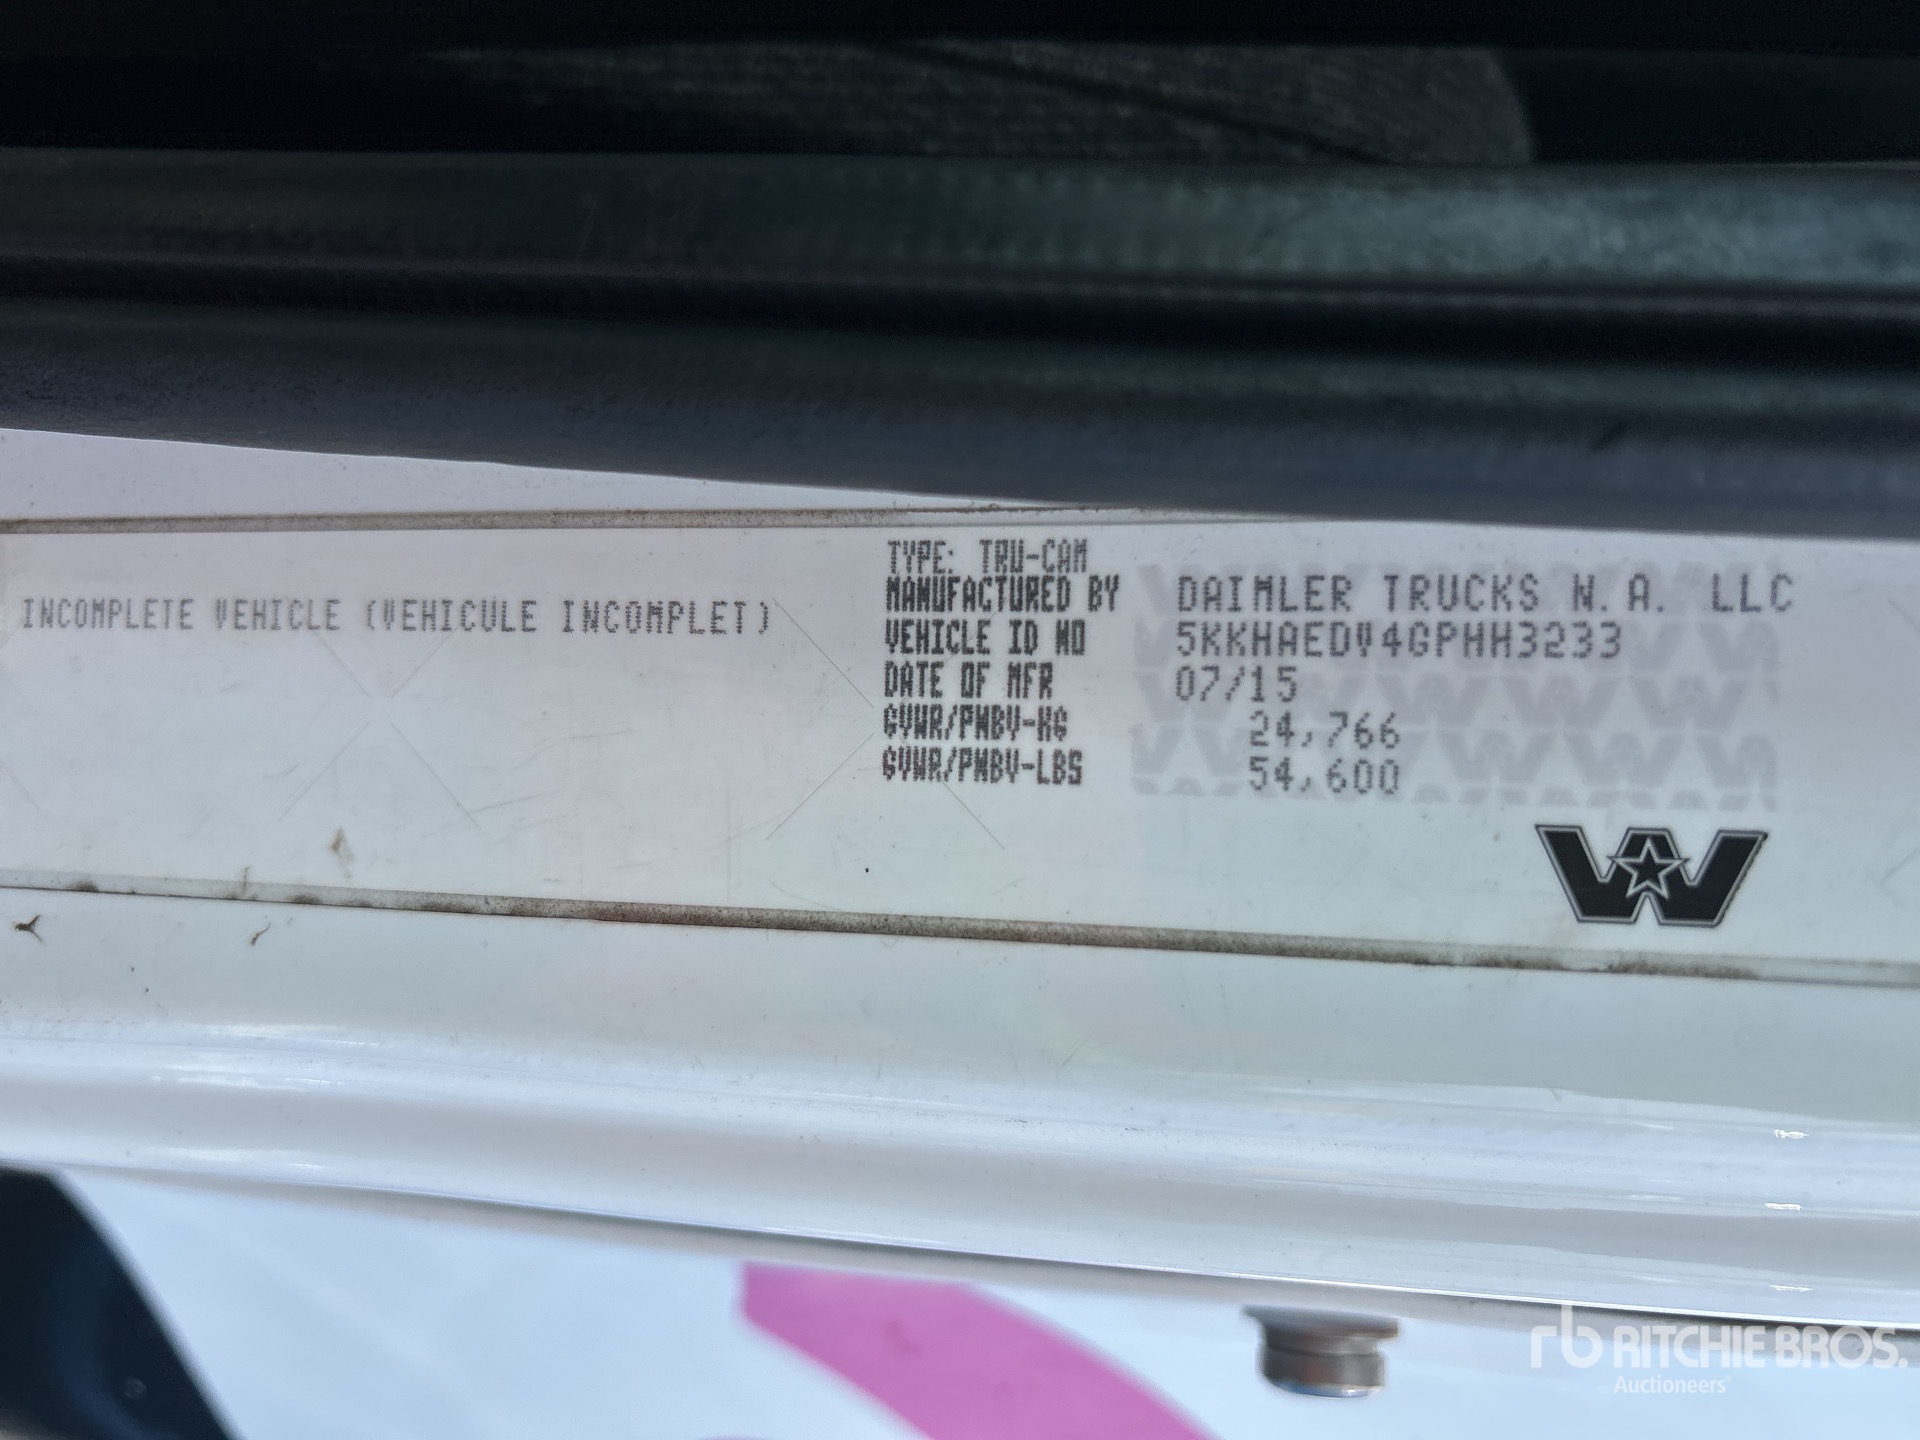 INCOMPLETE VEHICLE (VEHICULE INCOMPLET)
TYPE: TRU-CAM
MANUFACTURED BY DAIMLER TRUCKS N.A. LLC
VEHICLE ID NO 5KKHAEDV4GPHH3233
DATE OF MFR 07/15
GVWR/PNBV-KG 24,766
GVWR/PNBV-LBS 54,600
rb RITCHIE BROS.
Auctioneers